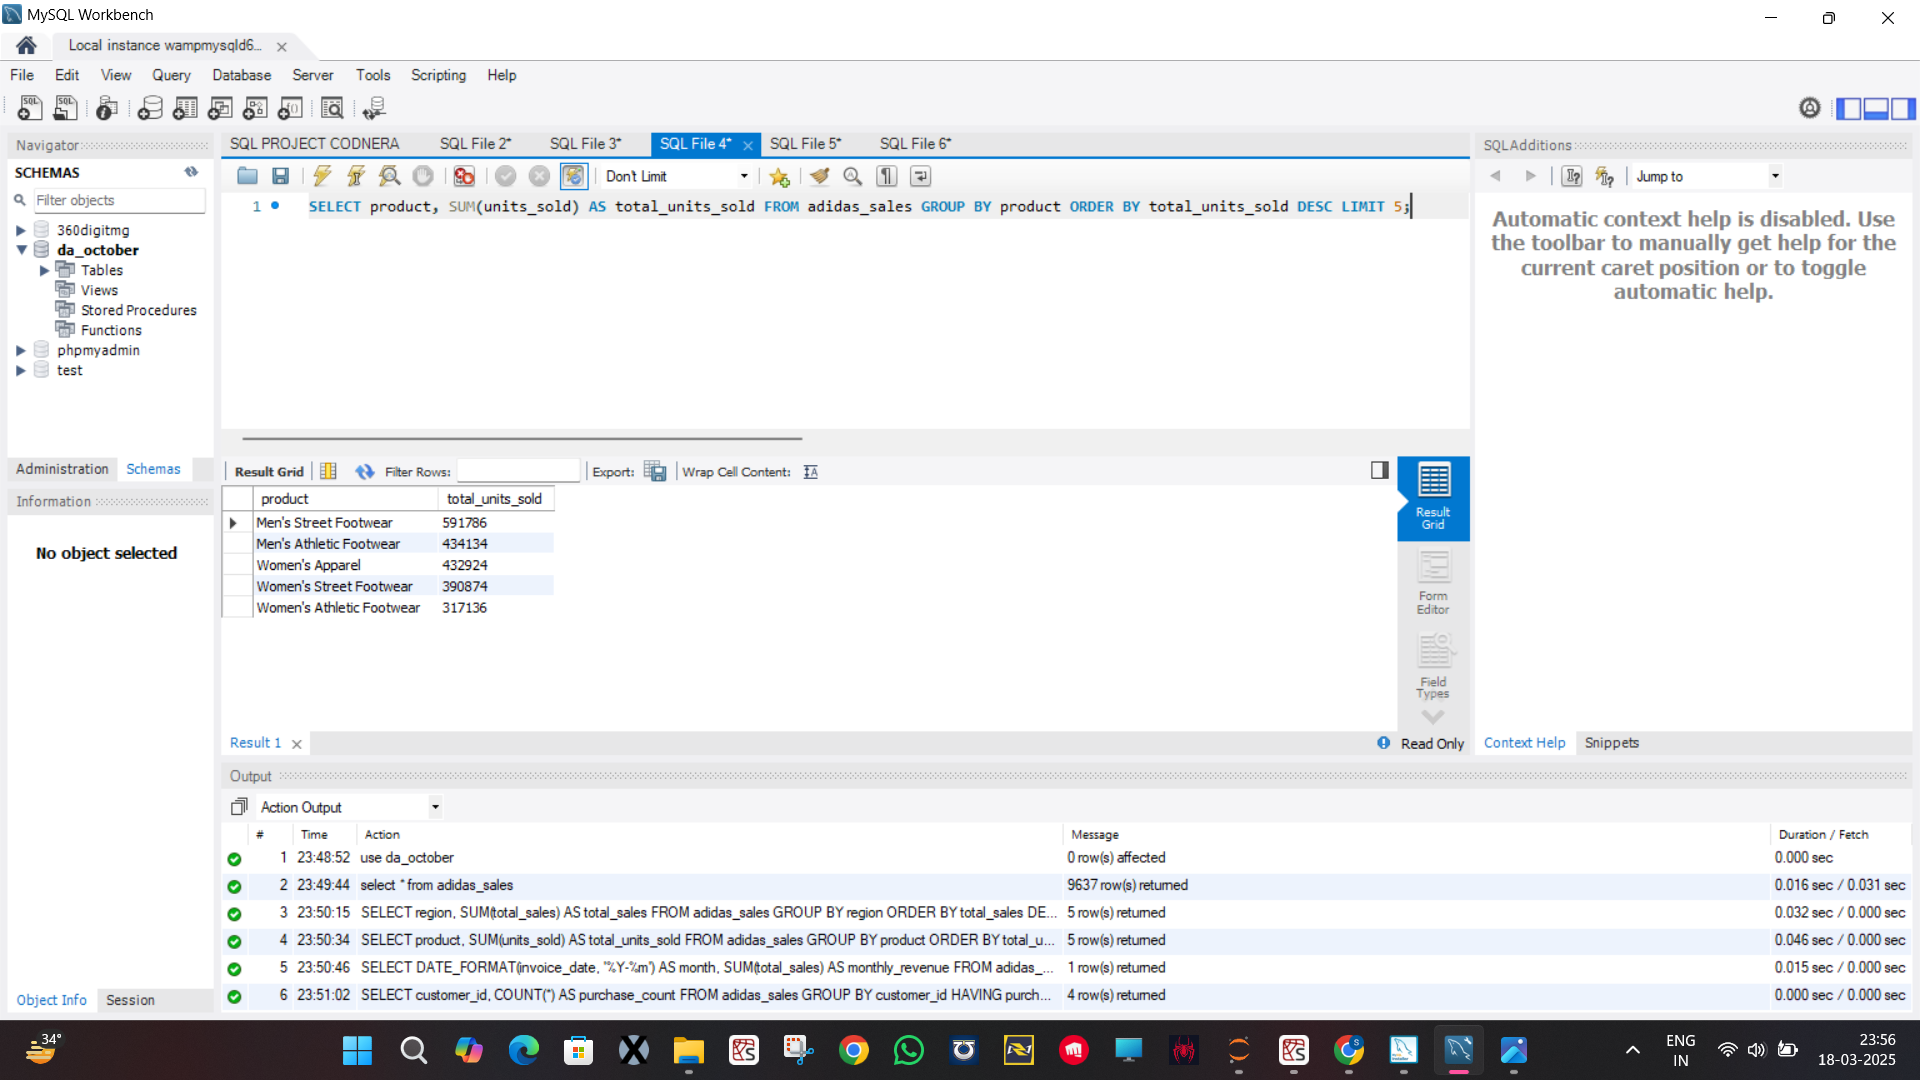 MySQL Workbench
Local instance wampmysqld6...
File Edit View Query Database Server Tools Scripting Help
Navigator
SCHEMAS
Filter objects
360digitmg
da_october
Tables
Views
Stored Procedures
Functions
phpmyadmin
test
Administration Schemas
Information
No object selected
Object Info Session
SQL PROJECT CODNERA SQL File 2* SQL File 3* SQL File 4* SQL File 5* SQL File 6*
Don't Limit
1 SELECT product, SUM(units_sold) AS total_units_sold FROM adidas_sales GROUP BY product ORDER BY total_units_sold DESC LIMIT 5;
Result Grid Filter Rows: Export: Wrap Cell Content:
product total_units_sold
Men's Street Footwear 591786
Men's Athletic Footwear 434134
Women's Apparel 432924
Women's Street Footwear 390874
Women's Athletic Footwear 317136
Result Grid
Form Editor
Field Types
Result 1
Read Only
SQLAdditions
Jump to
Automatic context help is disabled. Use
the toolbar to manually get help for the
current caret position or to toggle
automatic help.
Context Help Snippets
Output
Action Output
# Time Action Message Duration / Fetch
1 23:48:52 use da_october 0 row(s) affected 0.000 sec
2 23:49:44 select * from adidas_sales 9637 row(s) returned 0.016 sec / 0.031 sec
3 23:50:15 SELECT region, SUM(total_sales) AS total_sales FROM adidas_sales GROUP BY region ORDER BY total_sales DE... 5 row(s) returned 0.032 sec / 0.000 sec
4 23:50:34 SELECT product, SUM(units_sold) AS total_units_sold FROM adidas_sales GROUP BY product ORDER BY total_u... 5 row(s) returned 0.046 sec / 0.000 sec
5 23:50:46 SELECT DATE_FORMAT(invoice_date, '%Y-%m') AS month, SUM(total_sales) AS monthly_revenue FROM adidas_... 1 row(s) returned 0.015 sec / 0.000 sec
6 23:51:02 SELECT customer_id, COUNT(*) AS purchase_count FROM adidas_sales GROUP BY customer_id HAVING purch... 4 row(s) returned 0.000 sec / 0.000 sec
34°
ENG
IN
23:56
18-03-2025